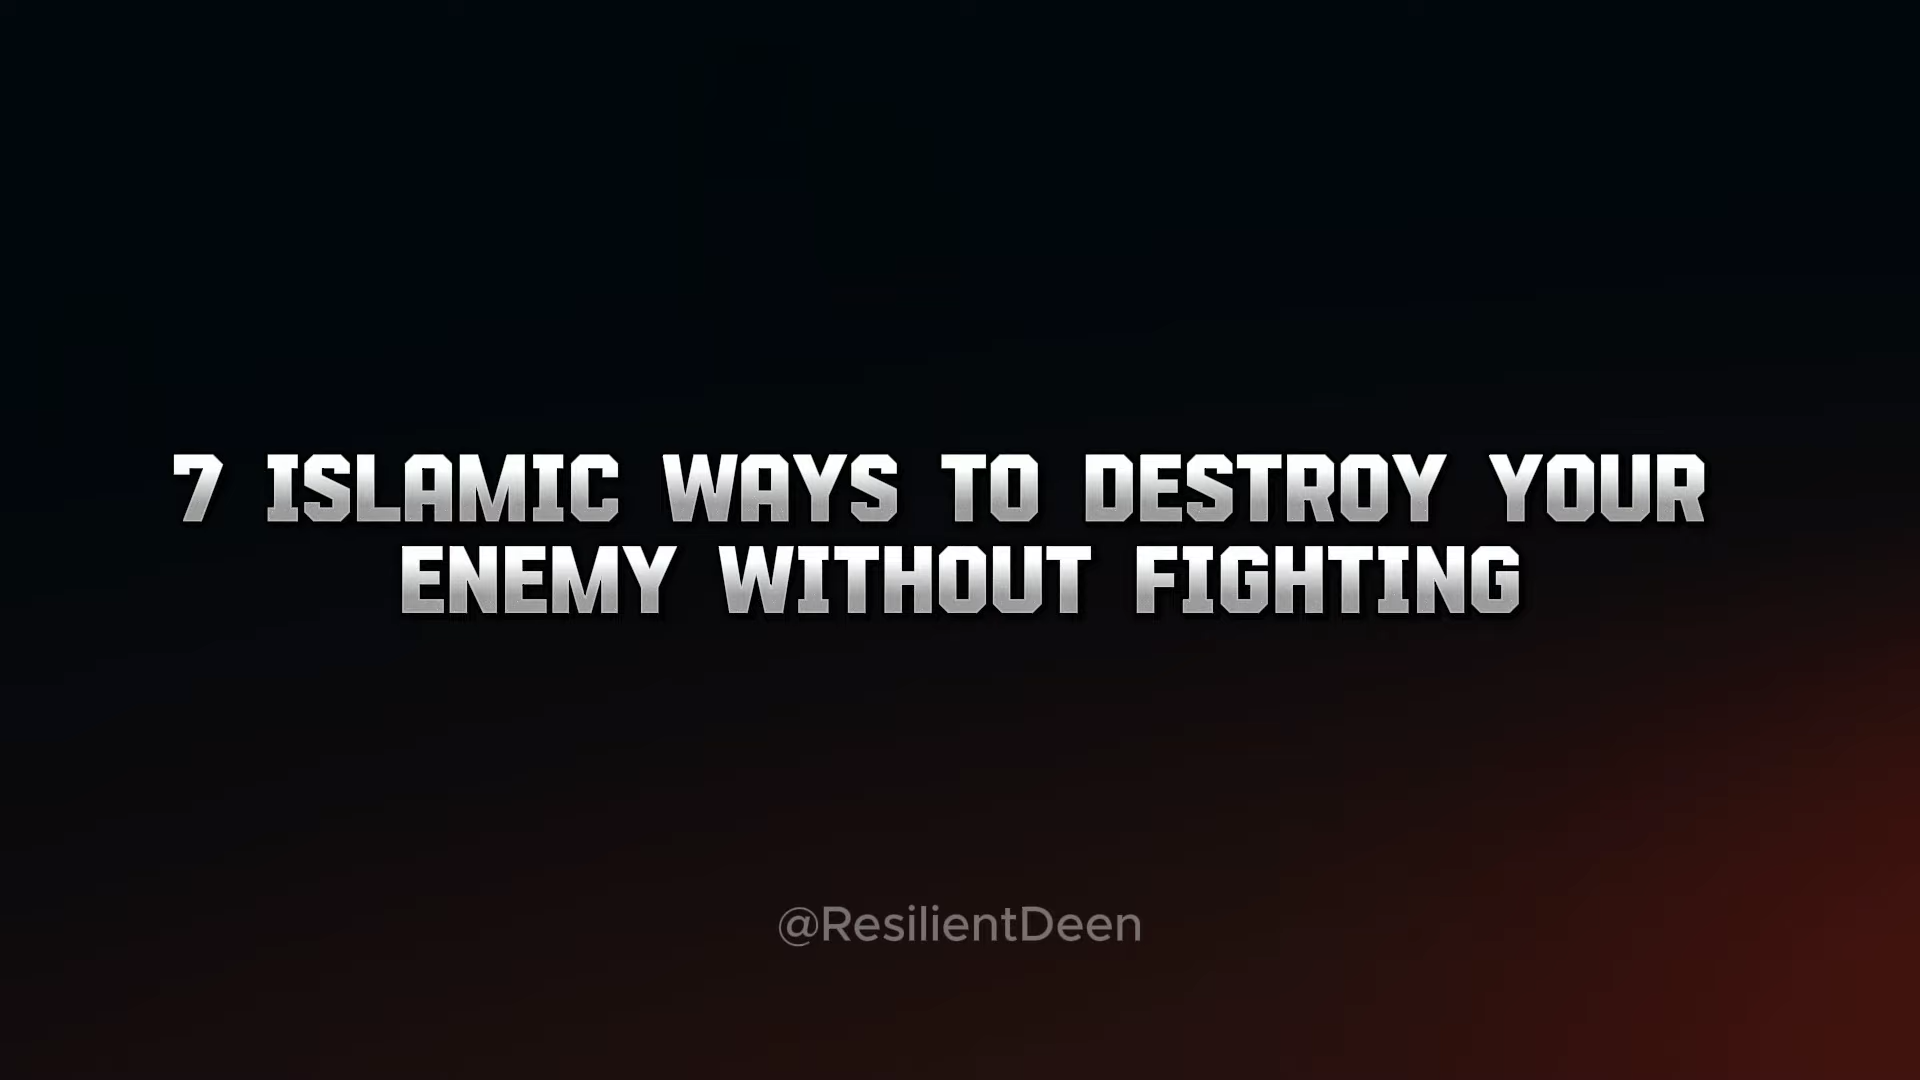 7 ISLAMIC WAYS TO DESTROY YOUR
ENEMY WITHOUT FIGHTING
@ResilientDeen